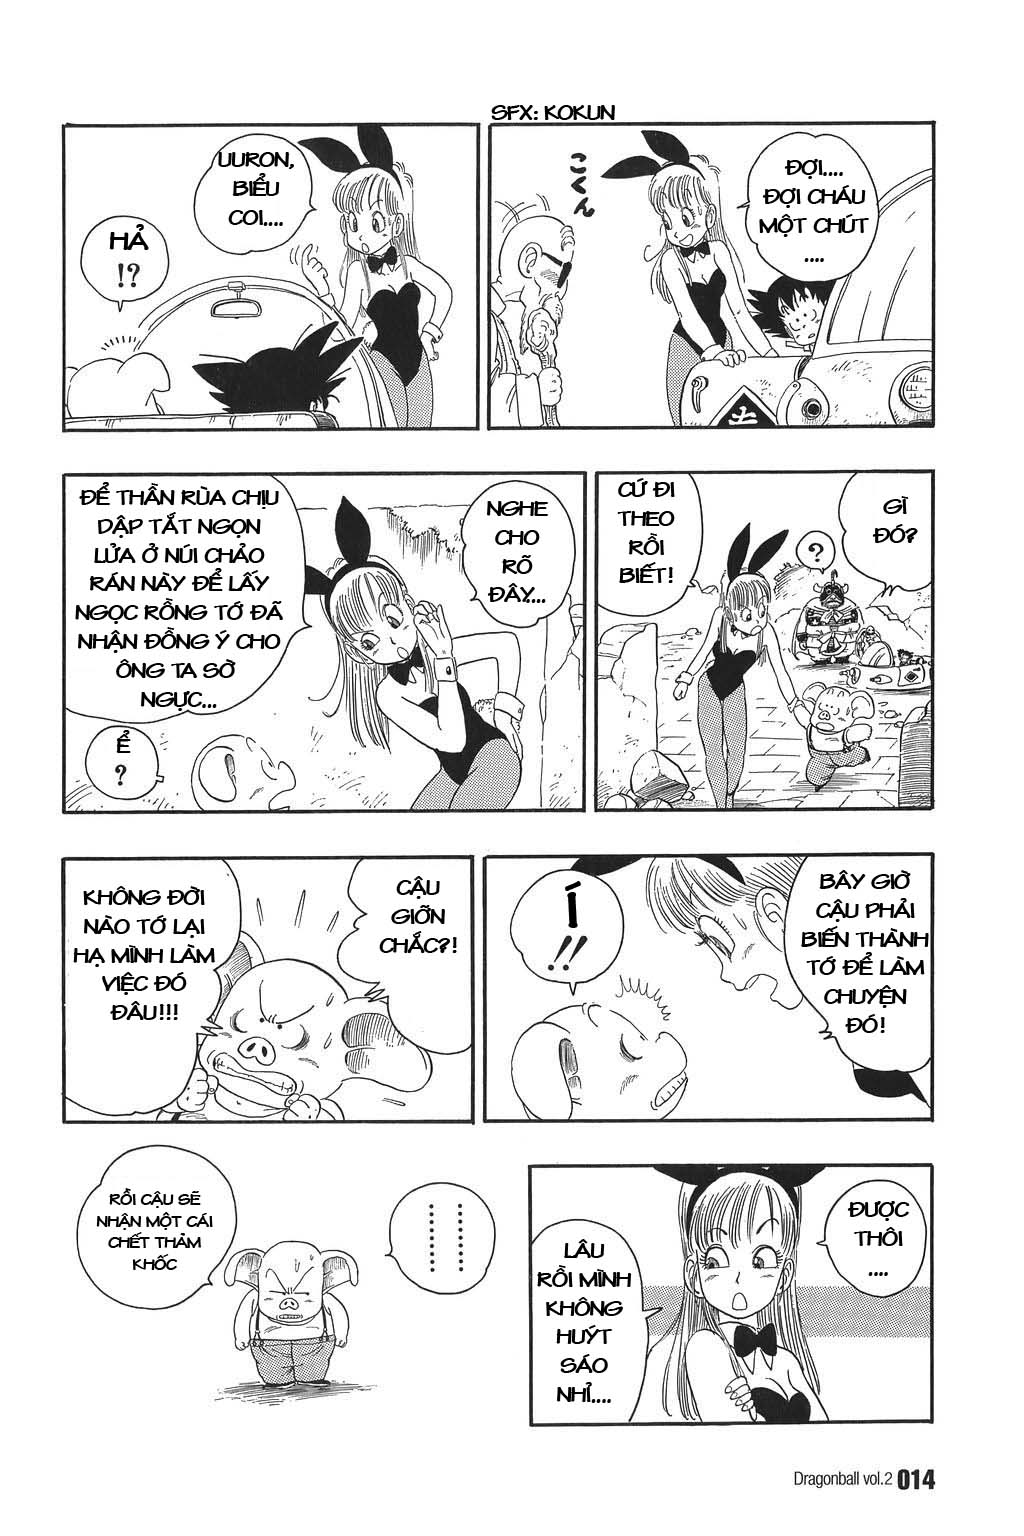 SFX: KOKUN
ĐỢI....
ĐỢI CHÁU
MỘT CHÚT
....
こくん
UURON,
BIỂU
COI....
HẢ
!?
GÌ
ĐÓ?
CỨ ĐI
THEO
RỒI
BIẾT!
?
NGHE
CHO
RÕ
ĐÂY....
ĐỂ THẦN RÙA CHỊU
DẬP TẮT NGỌN
LỬA Ở NÚI CHẢO
RÁN NÀY ĐỂ LẤY
NGỌC RỒNG TỚ ĐÃ
NHẬN ĐỒNG Ý CHO
ÔNG TA SỜ
NGỰC...
Ể
?
BÂY GIỜ
CẬU PHẢI
BIẾN THÀNH
TỚ ĐỂ LÀM
CHUYỆN
ĐÓ!
Í
!!
CẬU
GIỠN
CHẮC?!
KHÔNG ĐỜI
NÀO TỚ LẠI
HẠ MÌNH LÀM
VIỆC ĐÓ
ĐÂU!!!
ĐƯỢC
THÔI
....
LÂU
RỒI MÌNH
KHÔNG
HUÝT
SÁO
NHỈ....
RỒI CẬU SẼ
NHẬN MỘT CÁI
CHẾT THẢM
KHỐC
Dragonball vol.2 014